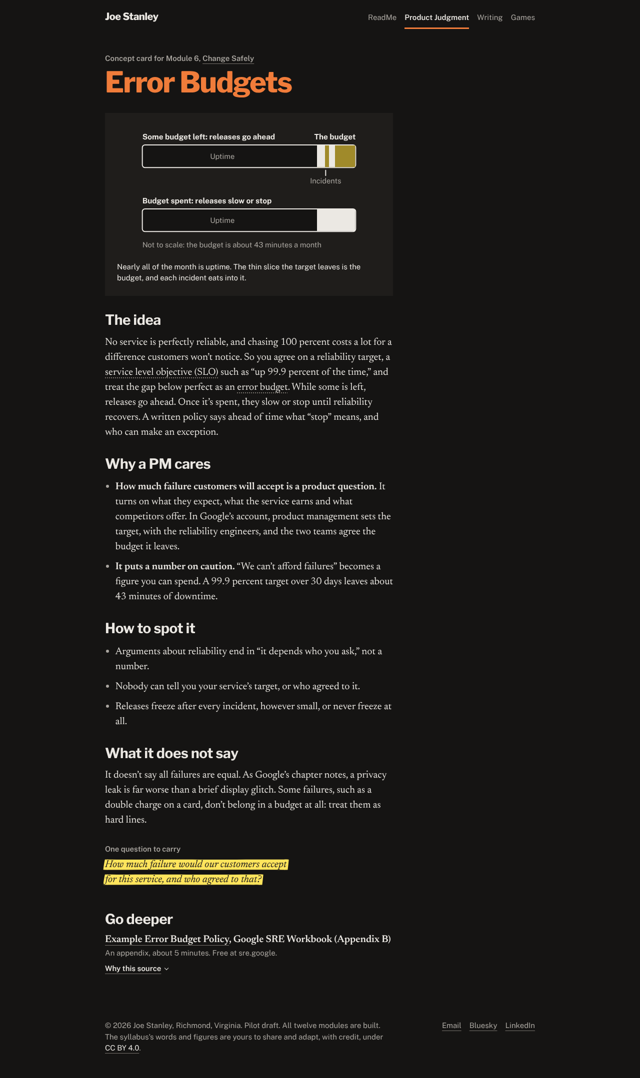 Joe Stanley
ReadMe Product Judgment Writing Games
Concept card for Module 6, Change Safely
Error Budgets
Some budget left: releases go ahead
The budget
Uptime
Incidents
Budget spent: releases slow or stop
Uptime
Not to scale: the budget is about 43 minutes a month
Nearly all of the month is uptime. The thin slice the target leaves is the
budget, and each incident eats into it.
The idea
No service is perfectly reliable, and chasing 100 percent costs a lot for a
difference customers won’t notice. So you agree on a reliability target, a
service level objective (SLO) such as “up 99.9 percent of the time,” and
treat the gap below perfect as an error budget. While some is left,
releases go ahead. Once it’s spent, they slow or stop until reliability
recovers. A written policy says ahead of time what “stop” means, and
who can make an exception.
Why a PM cares
• How much failure customers will accept is a product question. It
turns on what they expect, what the service earns and what
competitors offer. In Google’s account, product management sets the
target, with the reliability engineers, and the two teams agree the
budget it leaves.
• It puts a number on caution. “We can’t afford failures” becomes a
figure you can spend. A 99.9 percent target over 30 days leaves about
43 minutes of downtime.
How to spot it
• Arguments about reliability end in “it depends who you ask,” not a
number.
• Nobody can tell you your service’s target, or who agreed to it.
• Releases freeze after every incident, however small, or never freeze at
all.
What it does not say
It doesn’t say all failures are equal. As Google’s chapter notes, a privacy
leak is far worse than a brief display glitch. Some failures, such as a
double charge on a card, don’t belong in a budget at all: treat them as
hard lines.
One question to carry
How much failure would our customers accept
for this service, and who agreed to that?
Go deeper
Example Error Budget Policy, Google SRE Workbook (Appendix B)
An appendix, about 5 minutes. Free at sre.google.
Why this source
© 2026 Joe Stanley, Richmond, Virginia. Pilot draft. All twelve modules are built.
The syllabus’s words and figures are yours to share and adapt, with credit, under
CC BY 4.0.
Email Bluesky LinkedIn